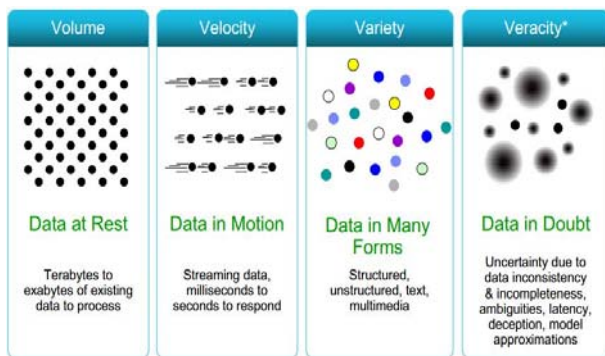 Volume
Data at Rest
Terabytes to
exabytes of existing
data to process
Velocity
Data in Motion
Streaming data,
milliseconds to
seconds to respond
Variety
Data in Many
Forms
Structured,
unstructured, text,
multimedia
Veracity*
Data in Doubt
Uncertainty due to
data inconsistency
& incompleteness,
ambiguities, latency,
deception, model
approximations